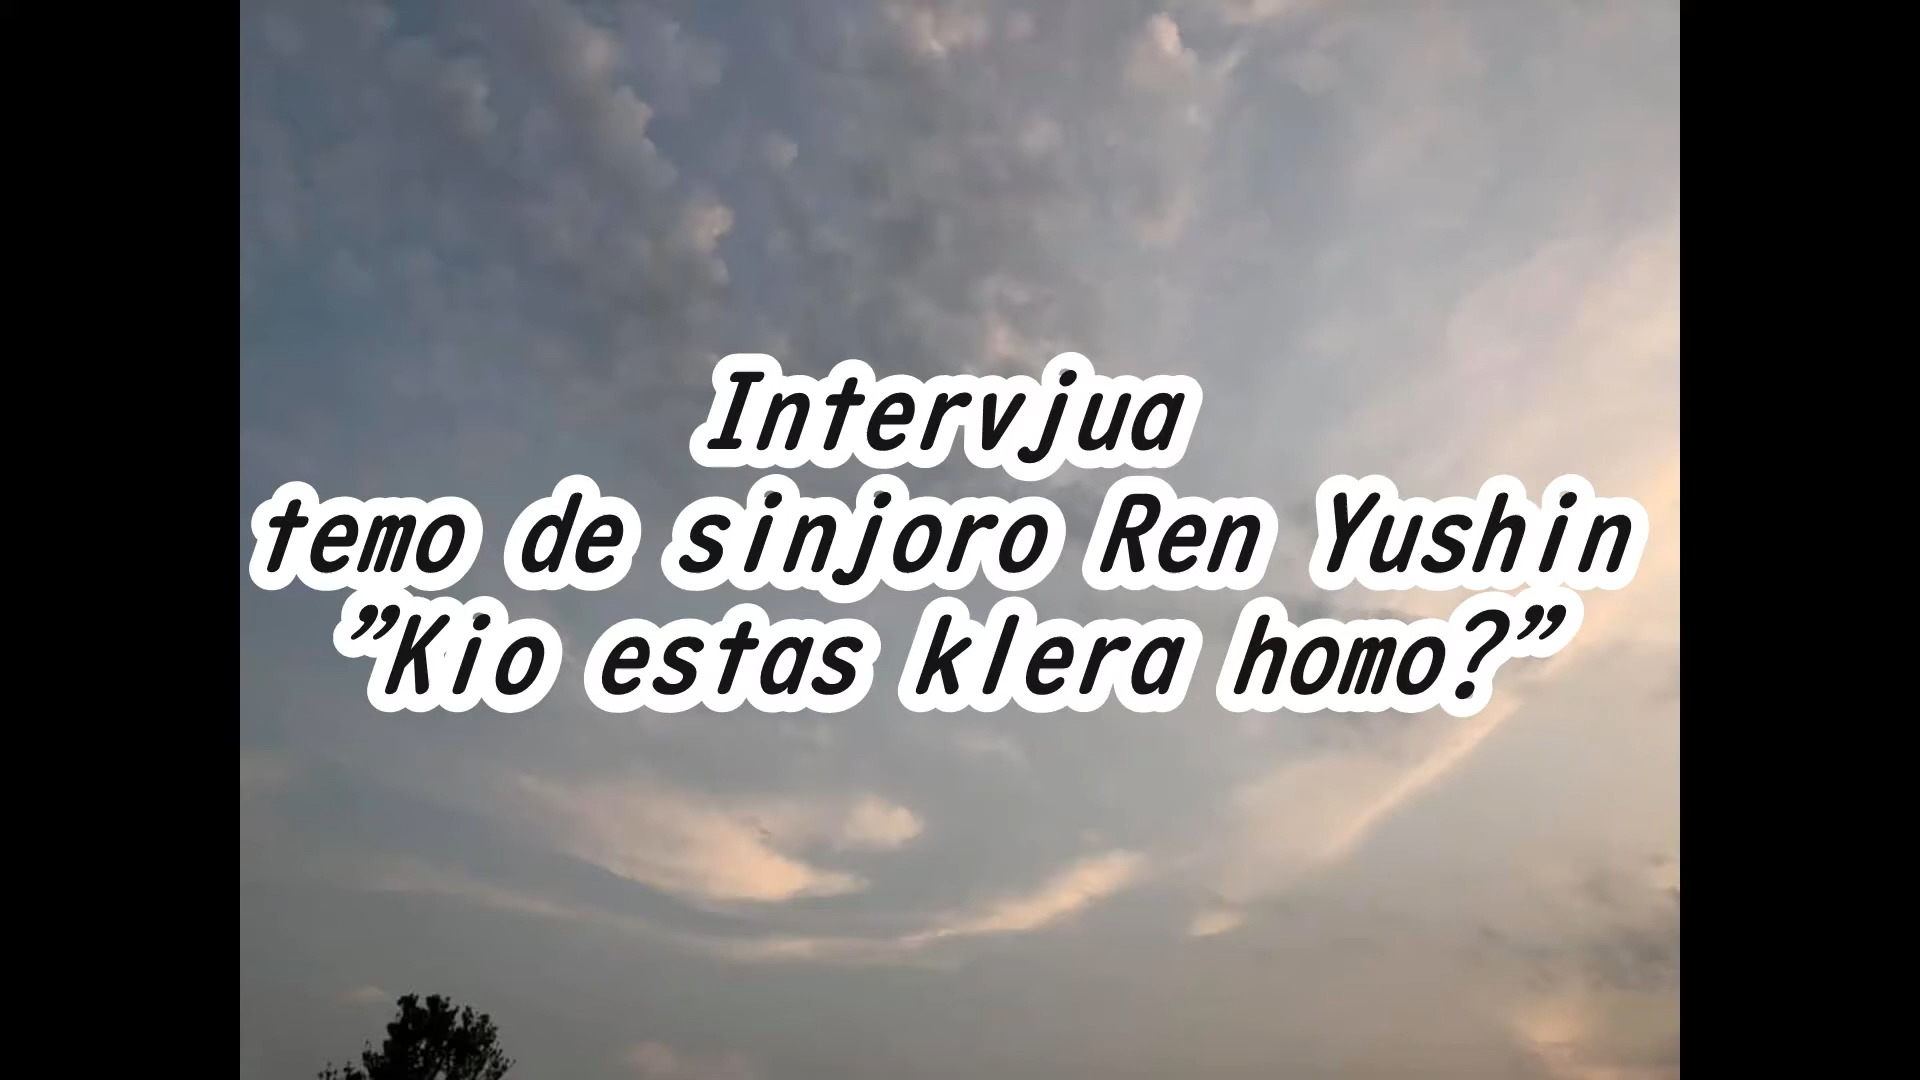 Intervjua
temo de sinjoro Ren Yushin
”Kio estas klera homo?”